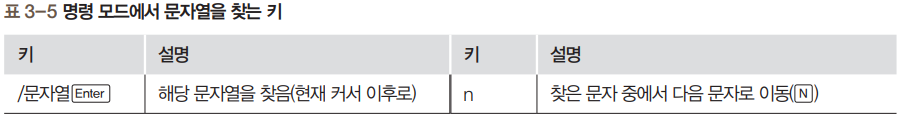 표 3-5 명령 모드에서 문자열을 찾는 키
키 설명 키 설명
/문자열Enter 해당 문자열을 찾음(현재 커서 이후로) n 찾은 문자 중에서 다음 문자로 이동(N)